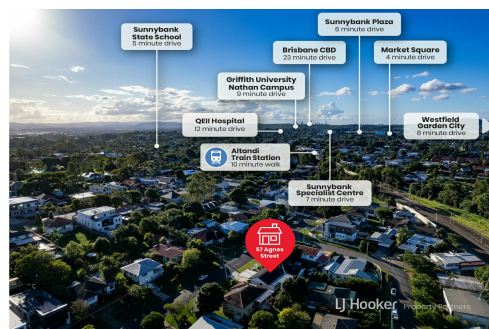 Sunnybank Plaza
6 minute drive
Sunnybank
State School
5 minute drive
Brisbane CBD
23 minute drive
Market Square
4 minute drive
Griffith University
Nathan Campus
9 minute drive
QEII Hospital
12 minute drive
Westfield
Garden City
8 minute drive
Altandi
Train Station
10 minute walk
Sunnybank
Specialist Centre
7 minute drive
57 Agnes
Street
LJ Hooker Property Partners